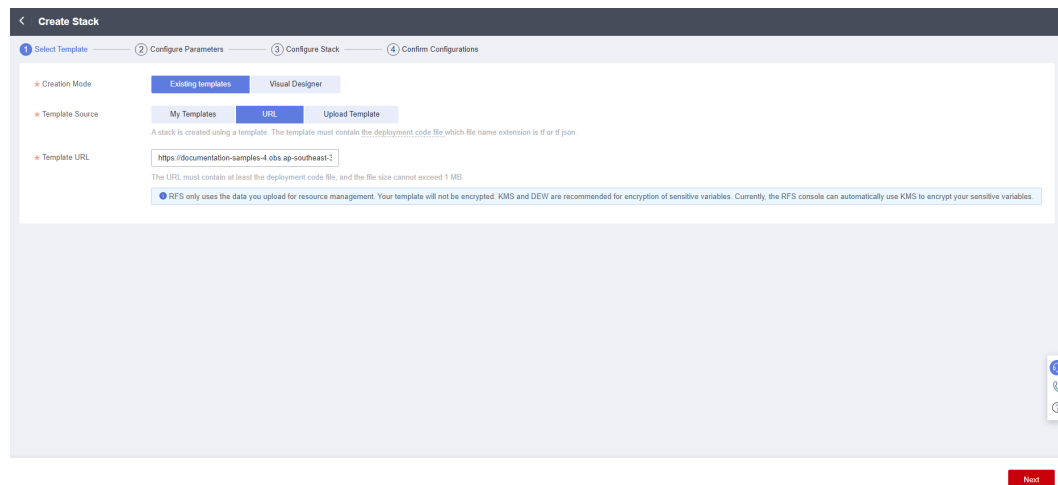 Create Stack
1 Select Template 2 Configure Parameters 3 Configure Stack 4 Confirm Configurations
* Creation Mode Existing templates Visual Designer
* Template Source My Templates URL Upload Template
A stack is created using a template. The template must contain the deployment code file which file name extension is tf or tf.json.
* Template URL https://documentation-samples-4.obs.ap-southeast-3
The URL must contain at least the deployment code file, and the file size cannot exceed 1 MB.
RFS only uses the data you upload for resource management. Your template will not be encrypted. KMS and DEW are recommended for encryption of sensitive variables. Currently, the RFS console can automatically use KMS to encrypt your sensitive variables.
Next